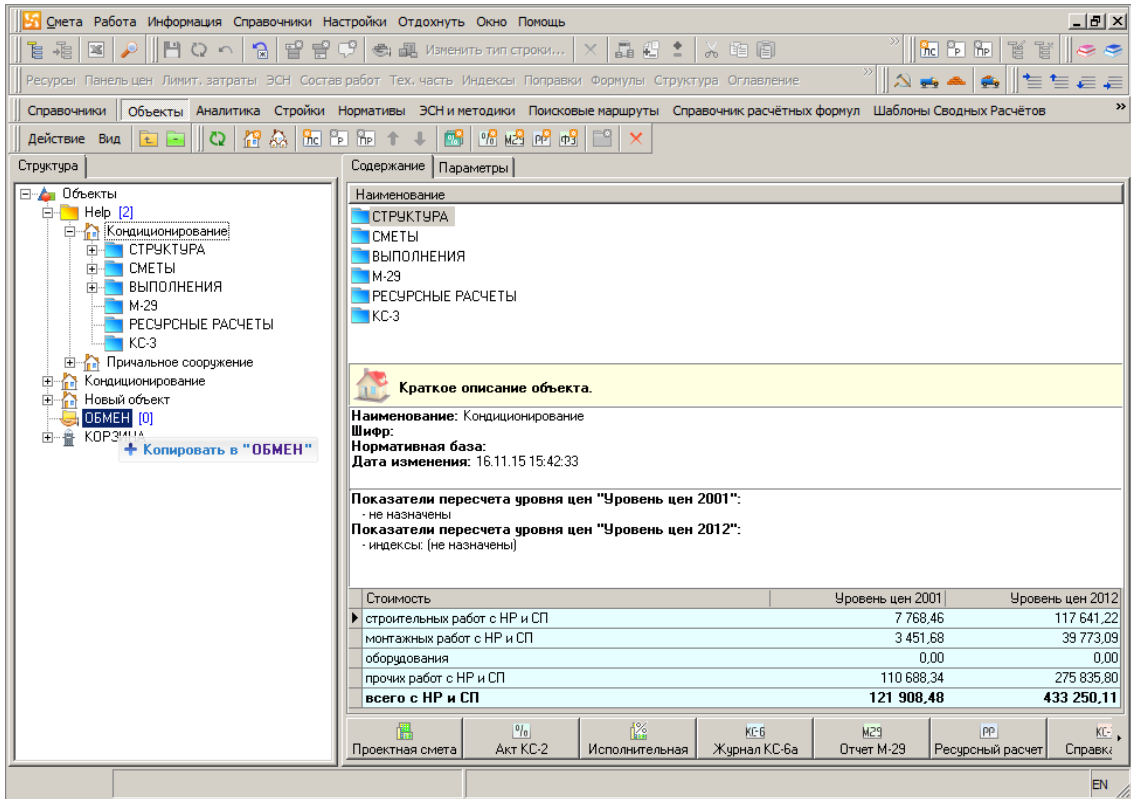 Смета Работа Информация Справочники Настройки Отдохнуть Окно Помощь
Изменить тип строки...
Ресурсы Панель цен Лимит. затраты ЭСН Состав работ Тех. часть Индексы Поправки Формулы Структура Оглавление
Справочники Объекты Аналитика Стройки Нормативы ЭСН и методики Поисковые маршруты Справочник расчётных формул Шаблоны Сводных Расчётов
Действие Вид
Структура
Содержание Параметры
Объекты
Help [2]
Кондиционирование
СТРУКТУРА
СМЕТЫ
ВЫПОЛНЕНИЯ
М-29
РЕСУРСНЫЕ РАСЧЕТЫ
КС-3
Причальное сооружение
Кондиционирование
Новый объект
ОБМЕН [0]
КОРЗИНА
Копировать в "ОБМЕН"
Наименование
СТРУКТУРА
СМЕТЫ
ВЫПОЛНЕНИЯ
М-29
РЕСУРСНЫЕ РАСЧЕТЫ
КС-3
Краткое описание объекта.
Наименование: Кондиционирование
Шифр:
Нормативная база:
Дата изменения: 16.11.15 15:42:33
Показатели пересчета уровня цен "Уровень цен 2001":
- не назначены
Показатели пересчета уровня цен "Уровень цен 2012":
- индексы: (не назначены)
Стоимость Уровень цен 2001 Уровень цен 2012
строительных работ с НР и СП 7 768,46 117 641,22
монтажных работ с НР и СП 3 451,68 39 773,09
оборудования 0,00 0,00
прочих работ с НР и СП 110 688,34 275 835,80
всего с НР и СП 121 908,48 433 250,11
% КС-6 М29 РР КС-
Проектная смета Акт КС-2 Исполнительная Журнал КС-6а Отчет М-29 Ресурсный расчет Справка
EN